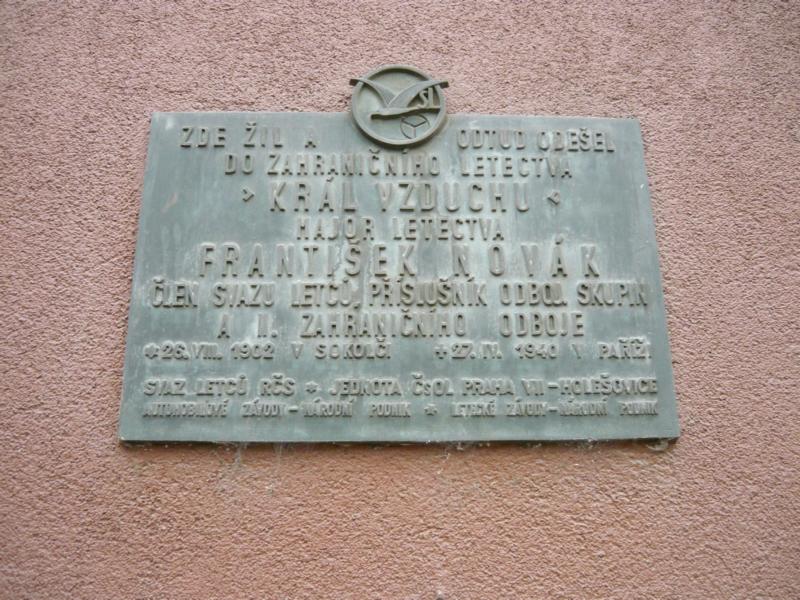 SL
ZDE ŽIL A ODTUD ODEŠEL
DO ZAHRANIČNÍHO LETECTVA
> KRÁL VZDUCHU <
MAJOR LETECTVA
FRANTIŠEK NOVÁK
ČLEN SVAZU LETCŮ, PŘÍSLUŠNÍK ODBOJ. SKUPIN
A II. ZAHRANIČNÍHO ODBOJE
*26. VIII. 1902 V SOKOLČI +27. IV. 1940 V PAŘÍŽI
SVAZ LETCŮ RČS * JEDNOTA ČsOL PRAHA VII-HOLEŠOVICE
AUTOMOBILOVÉ ZÁVODY-NÁRODNÍ PODNIK * LETECKÉ ZÁVODY-NÁRODNÍ PODNIK